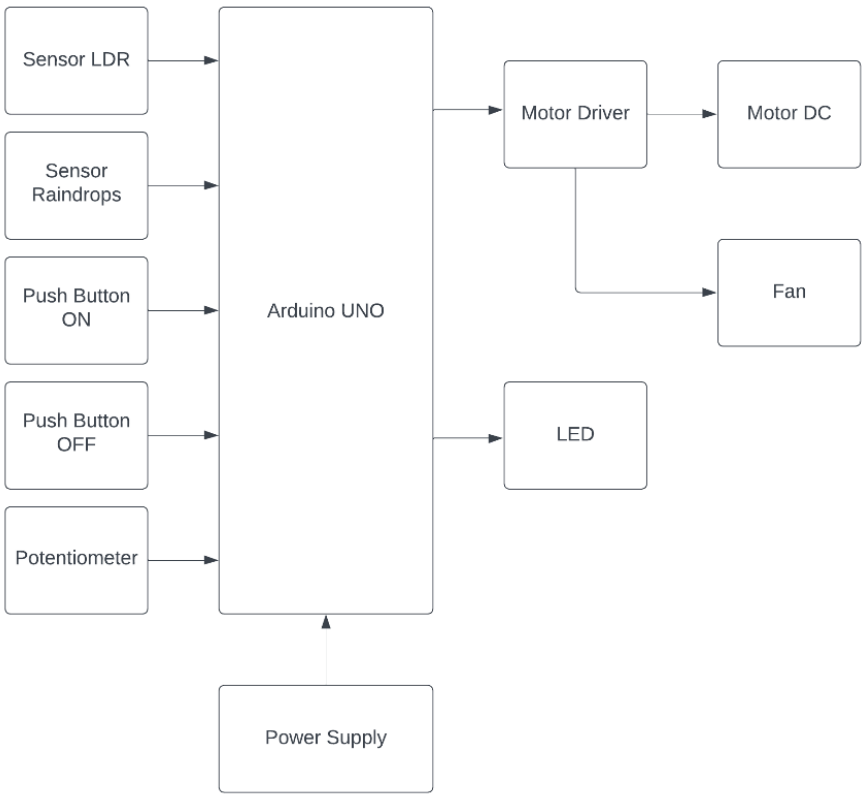 Sensor LDR
Sensor
Raindrops
Push Button
ON
Push Button
OFF
Potentiometer
Arduino UNO
Power Supply
Motor Driver
Motor DC
Fan
LED